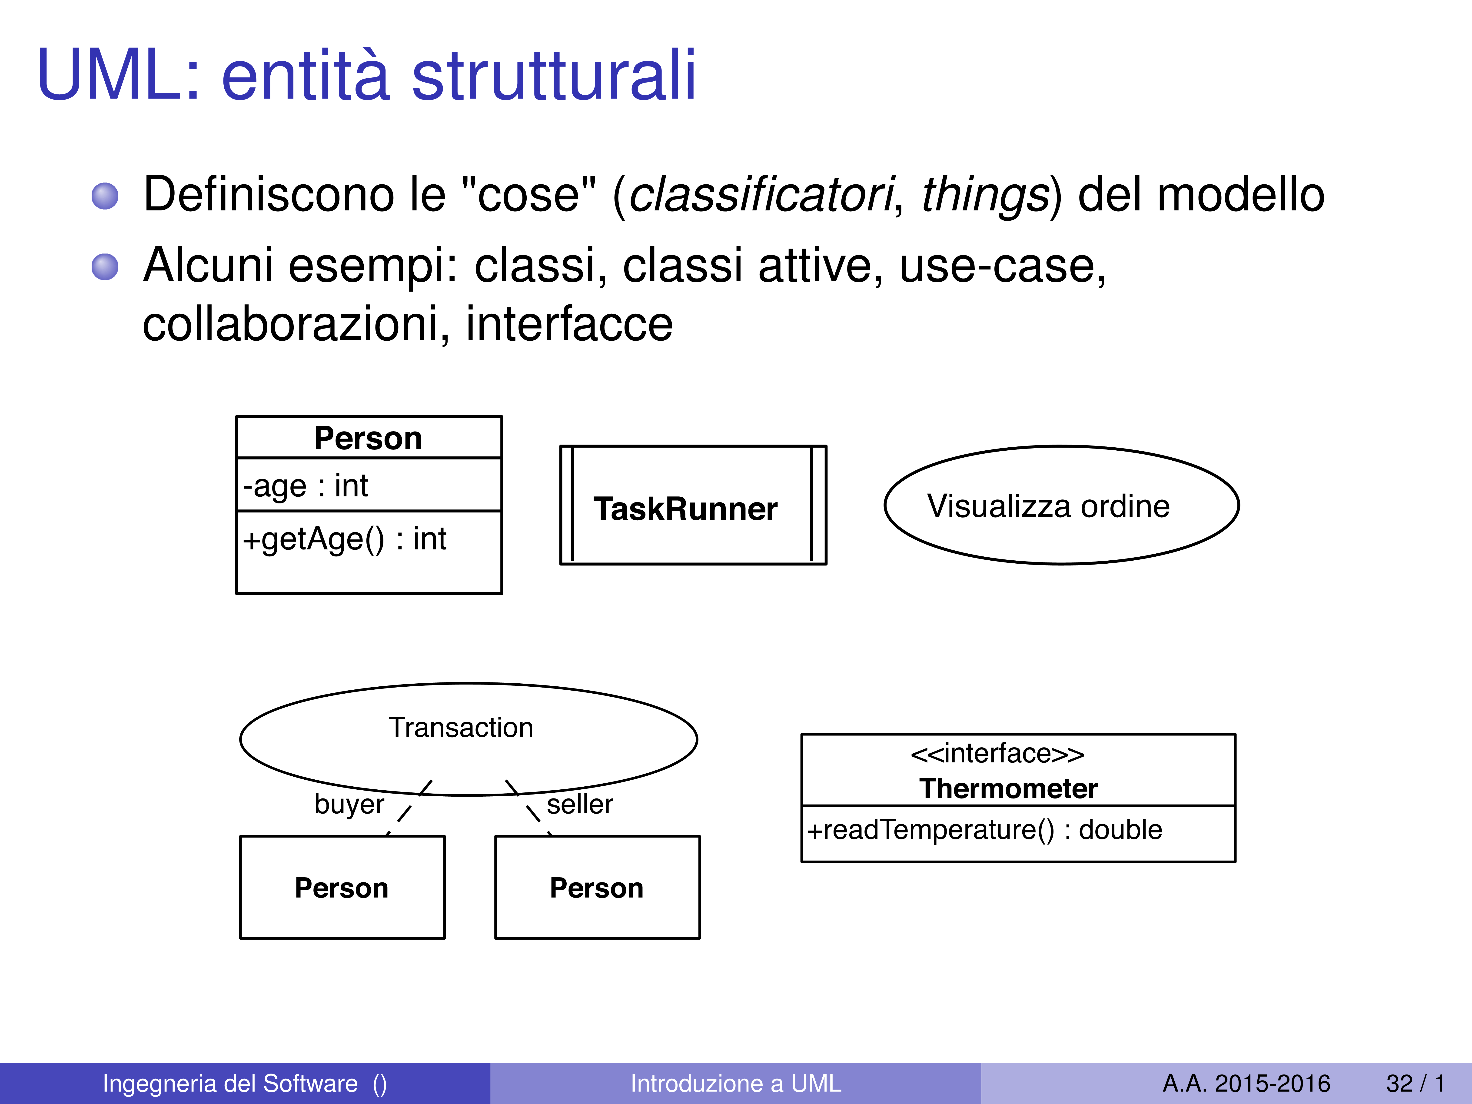 UML: entità strutturali
Definiscono le "cose" (classificatori, things) del modello
Alcuni esempi: classi, classi attive, use-case,
collaborazioni, interfacce
Person
-age : int
+getAge() : int
TaskRunner
Visualizza ordine
Transaction
buyer
seller
Person
Person
<<interface>>
Thermometer
+readTemperature() : double
Ingegneria del Software ()
Introduzione a UML
A.A. 2015-2016
32 / 1